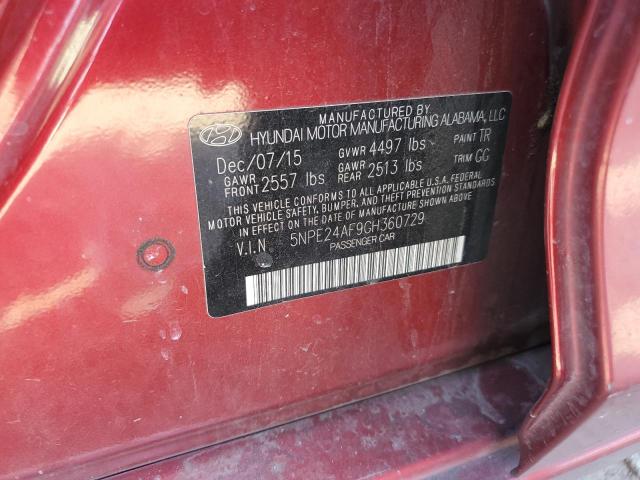 MANUFACTURED BY
HYUNDAI MOTOR MANUFACTURING ALABAMA, LLC
Dec/07/15 GVWR 4497 lbs PAINT TR
GAWR FRONT 2557 lbs GAWR REAR 2513 lbs TRIM GG
THIS VEHICLE CONFORMS TO ALL APPLICABLE U.S.A. FEDERAL
MOTOR VEHICLE SAFETY, BUMPER, AND THEFT PREVENTION STANDARDS
IN EFFECT ON THE DATE OF MANUFACTURE SHOWN ABOVE.
V.I.N. 5NPE24AF9GH360729
PASSENGER CAR